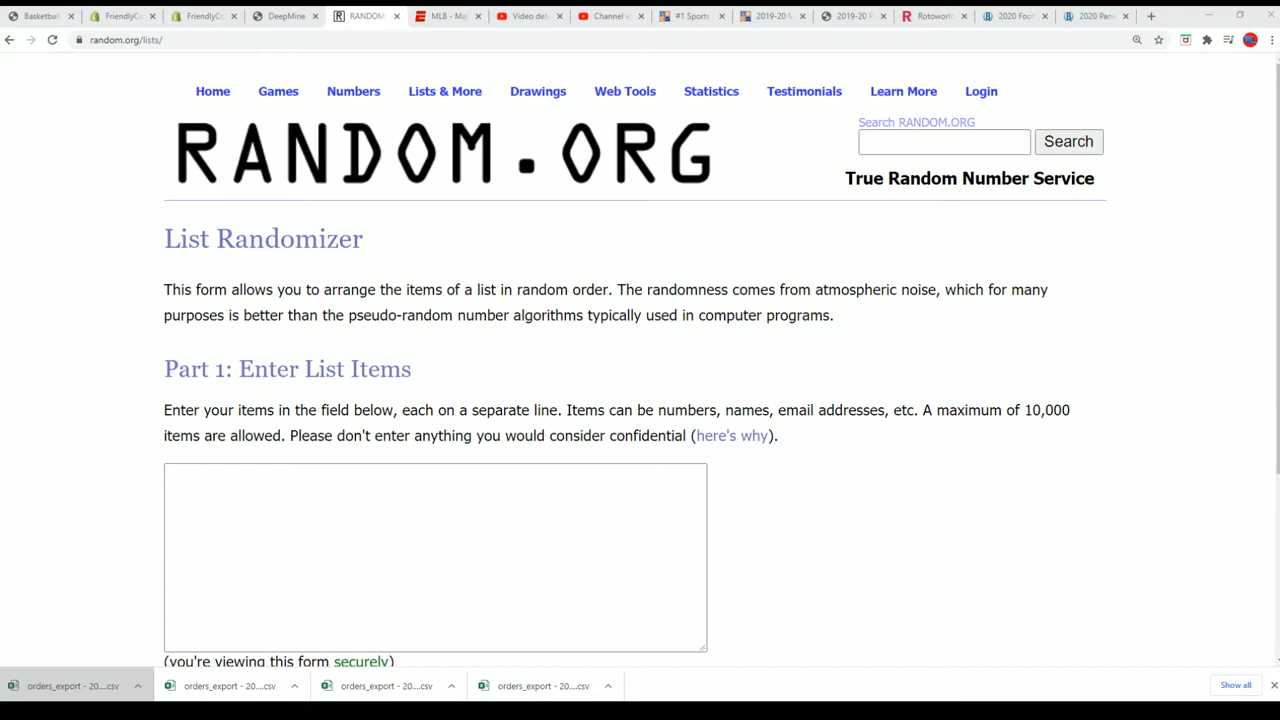 Basketball
FriendlyCo
FriendlyCo
DeepMine
RANDOM
MLB - Maj
Video det
Channel v
#1 Sports
2019-20 N
2019-20 P
Rotoworld
2020 Foot
2020 Pan
random.org/lists/
Home Games Numbers Lists & More Drawings Web Tools Statistics Testimonials Learn More Login
RANDOM.ORG
Search RANDOM.ORG
Search
True Random Number Service
List Randomizer
This form allows you to arrange the items of a list in random order. The randomness comes from atmospheric noise, which for many
purposes is better than the pseudo-random number algorithms typically used in computer programs.
Part 1: Enter List Items
Enter your items in the field below, each on a separate line. Items can be numbers, names, email addresses, etc. A maximum of 10,000
items are allowed. Please don't enter anything you would consider confidential (here's why).
(you're viewing this form securely)
orders_export - 20....csv orders_export - 20....csv orders_export - 20....csv orders_export - 20....csv Show all